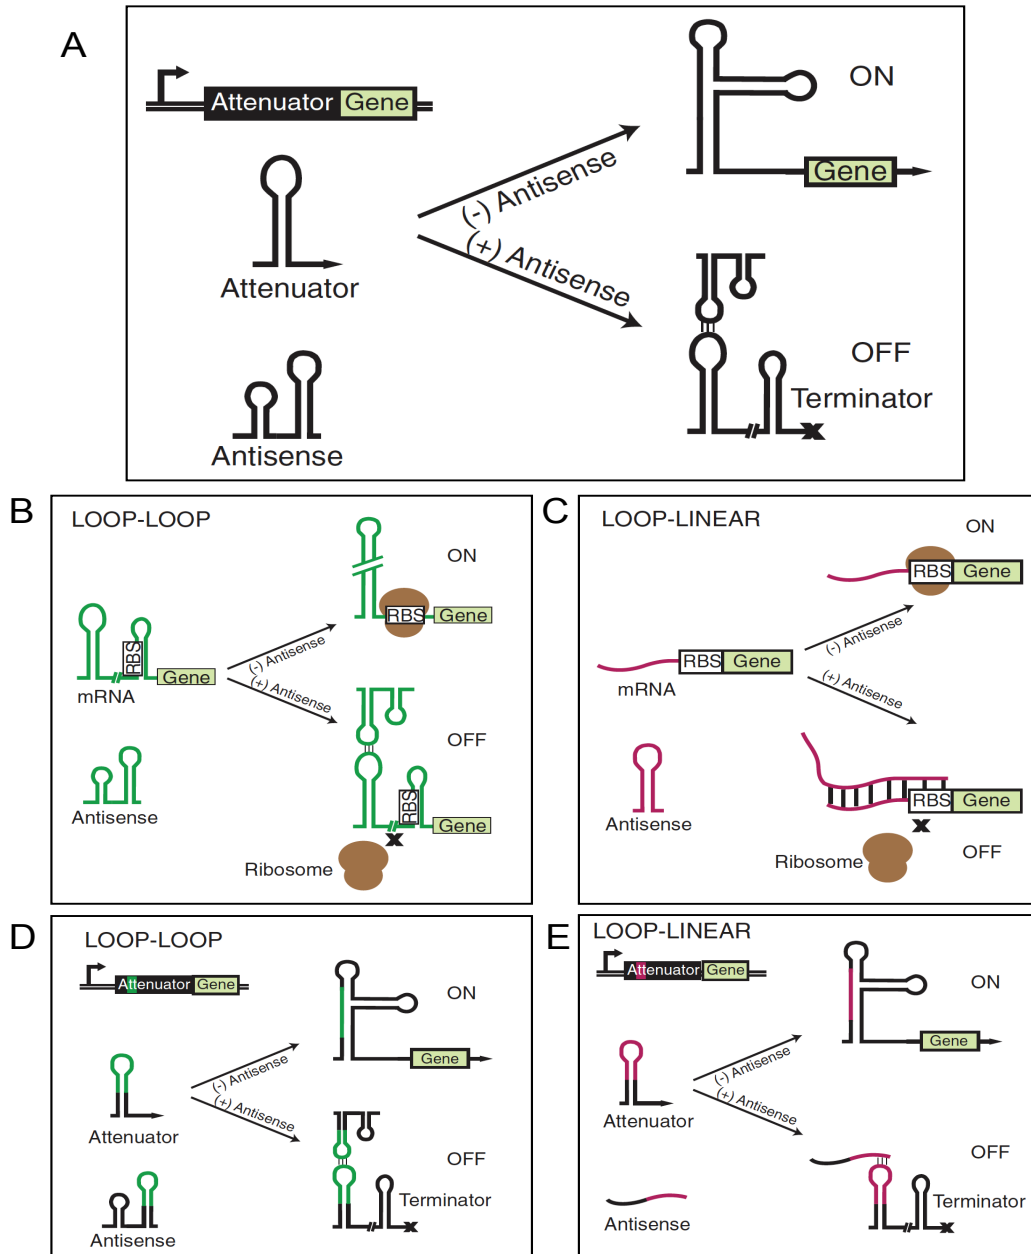 A
Attenuator Gene
Attenuator
Antisense
(-) Antisense
(+) Antisense
ON
Gene
OFF
Terminator
B
LOOP-LOOP
mRNA
RBS
Gene
Antisense
(-) Antisense
(+) Antisense
ON
RBS
Gene
OFF
RBS
Gene
Ribosome
C
LOOP-LINEAR
RBS Gene
mRNA
Antisense
(-) Antisense
(+) Antisense
ON
RBS Gene
RBS Gene
Ribosome
OFF
D
LOOP-LOOP
Attenuator Gene
Attenuator
Antisense
(-) Antisense
(+) Antisense
ON
Gene
OFF
Terminator
E
LOOP-LINEAR
Attenuator Gene
Attenuator
Antisense
(-) Antisense
(+) Antisense
ON
Gene
OFF
Terminator